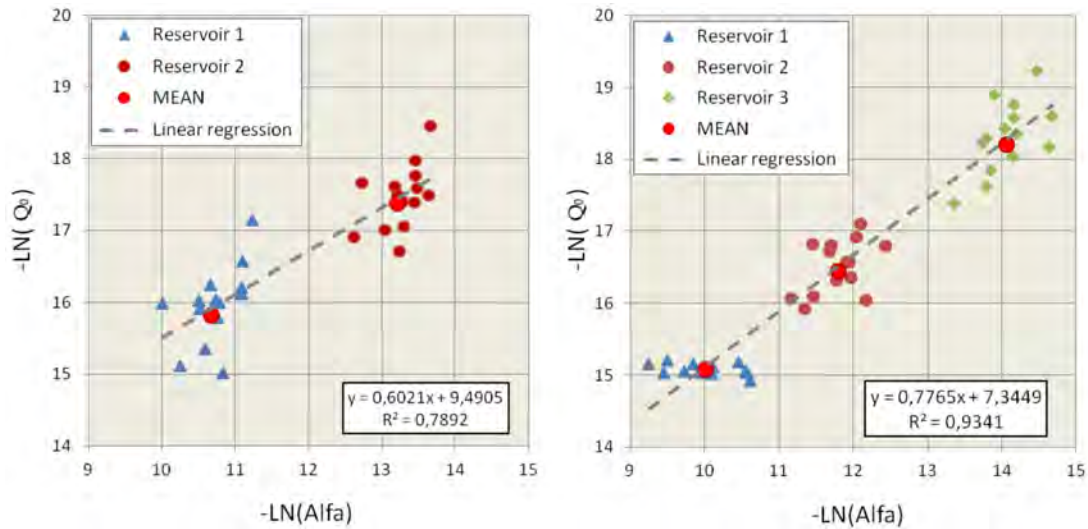 20
19
18
17
16
15
14
-LN( Q₀)
Reservoir 1
Reservoir 2
MEAN
Linear regression
y = 0,6021x + 9,4905
R² = 0,7892
9 10 11 12 13 14 15
-LN(Alfa)
20
19
18
17
16
15
14
-LN( Q₀)
Reservoir 1
Reservoir 2
Reservoir 3
MEAN
Linear regression
y = 0,7765x + 7,3449
R² = 0,9341
9 10 11 12 13 14 15
-LN(Alfa)